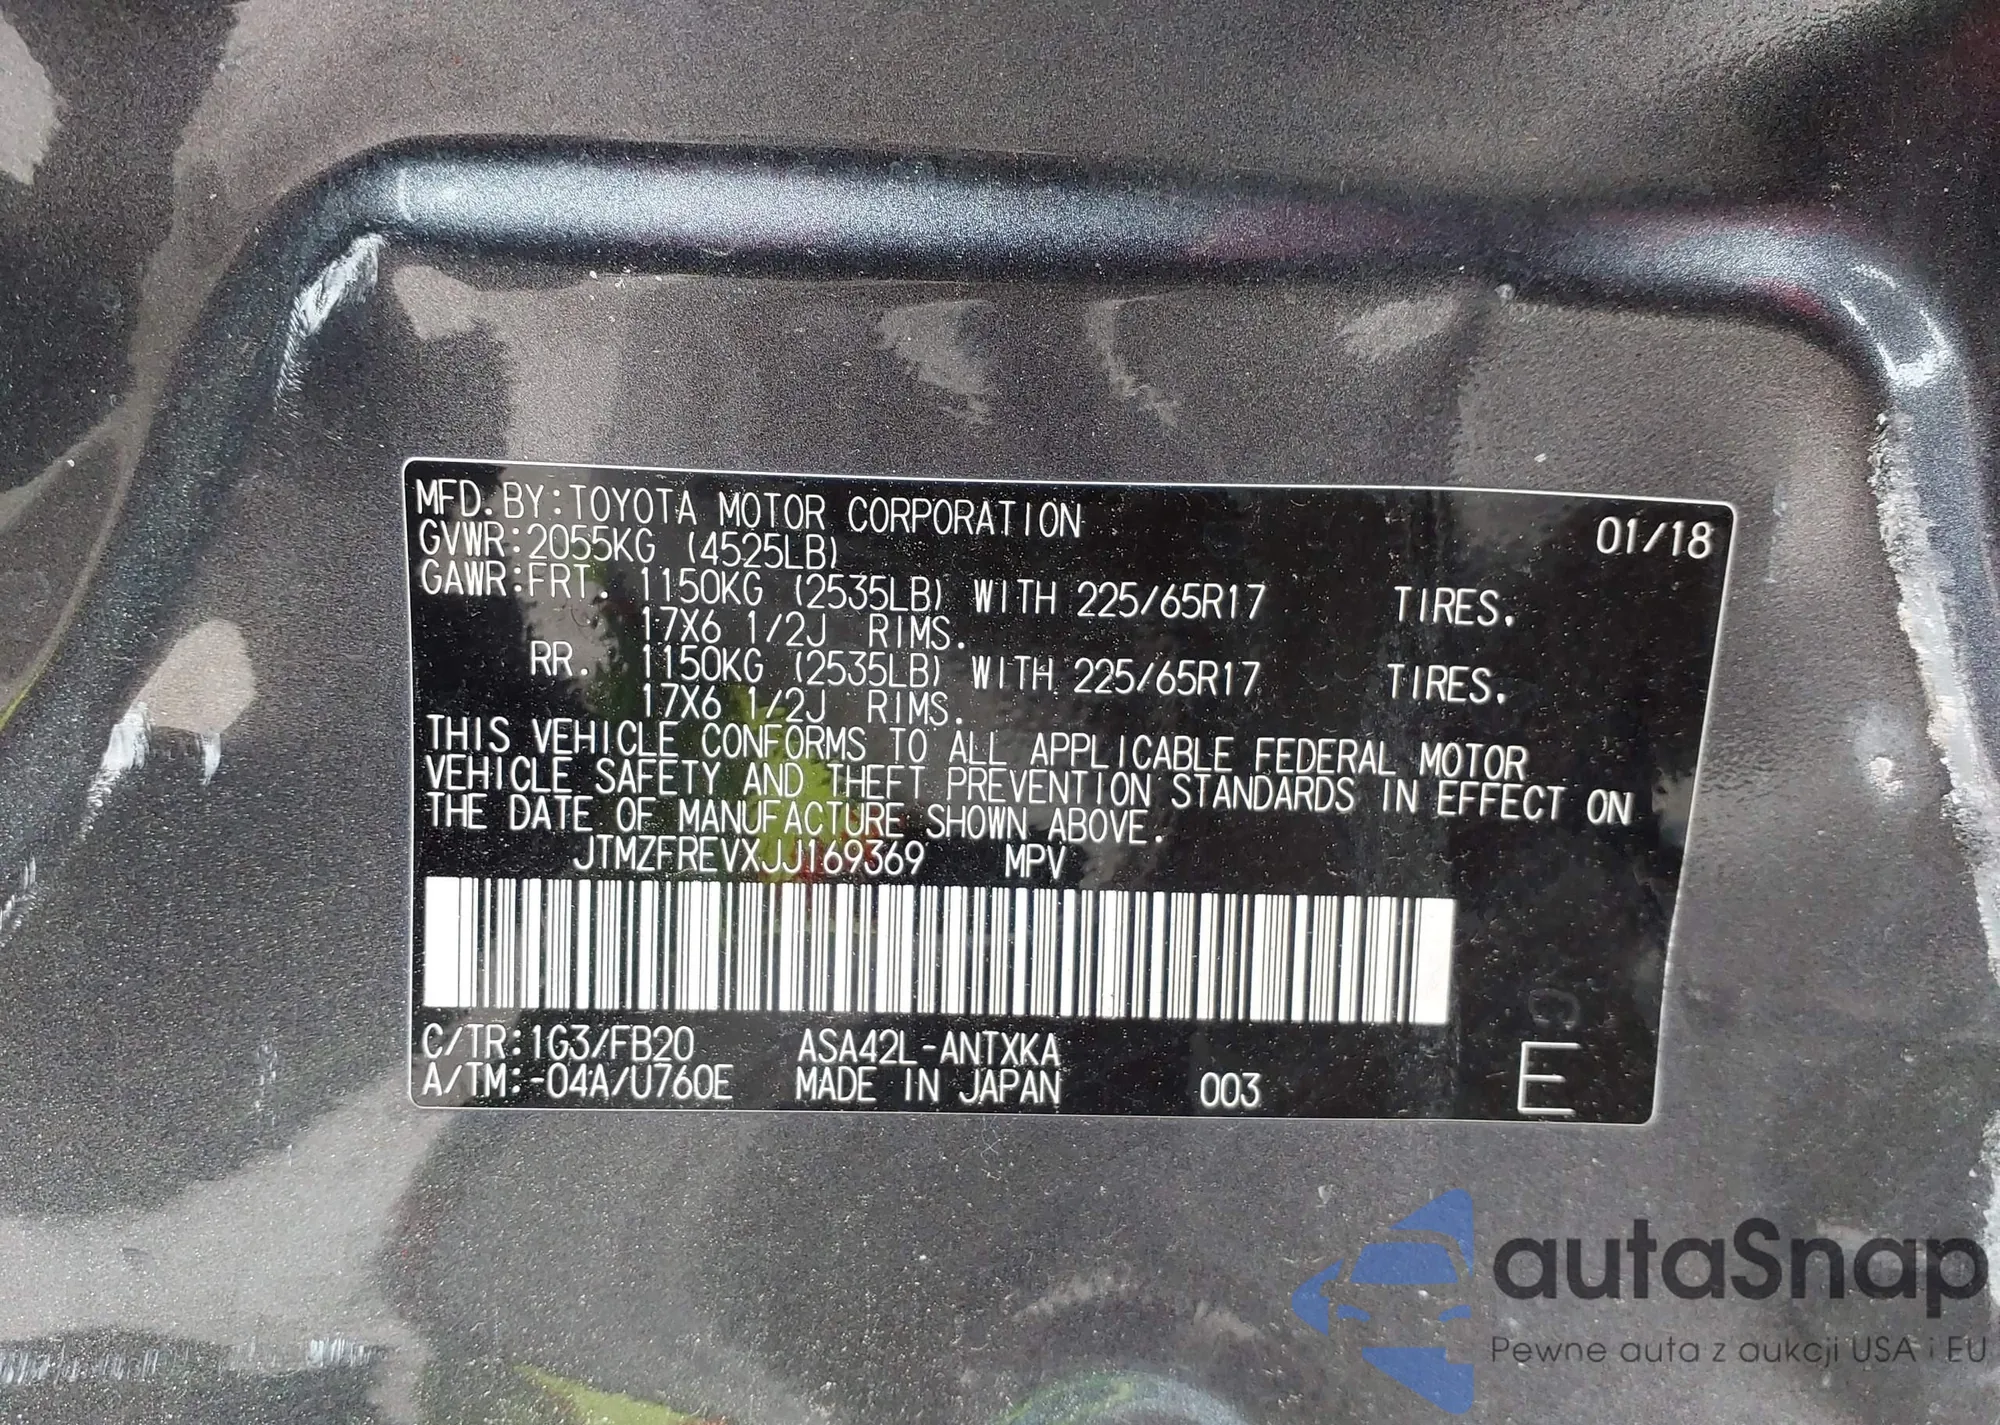 MFD. BY:TOYOTA MOTOR CORPORATION 01/18
GVWR:2055KG (4525LB)
GAWR:FRT. 1150KG (2535LB) WITH 225/65R17 TIRES.
17X6 1/2J RIMS.
RR. 1150KG (2535LB) WITH 225/65R17 TIRES.
17X6 1/2J RIMS.
THIS VEHICLE CONFORMS TO ALL APPLICABLE FEDERAL MOTOR
VEHICLE SAFETY AND THEFT PREVENTION STANDARDS IN EFFECT ON
THE DATE OF MANUFACTURE SHOWN ABOVE.
JTMZFREVXJJ169369 MPV
C/TR:1G3/FB20 ASA42L-ANTXKA
A/TM:-04A/U760E MADE IN JAPAN 003 E
autaSnap
Pewne auta z aukcji USA i EU